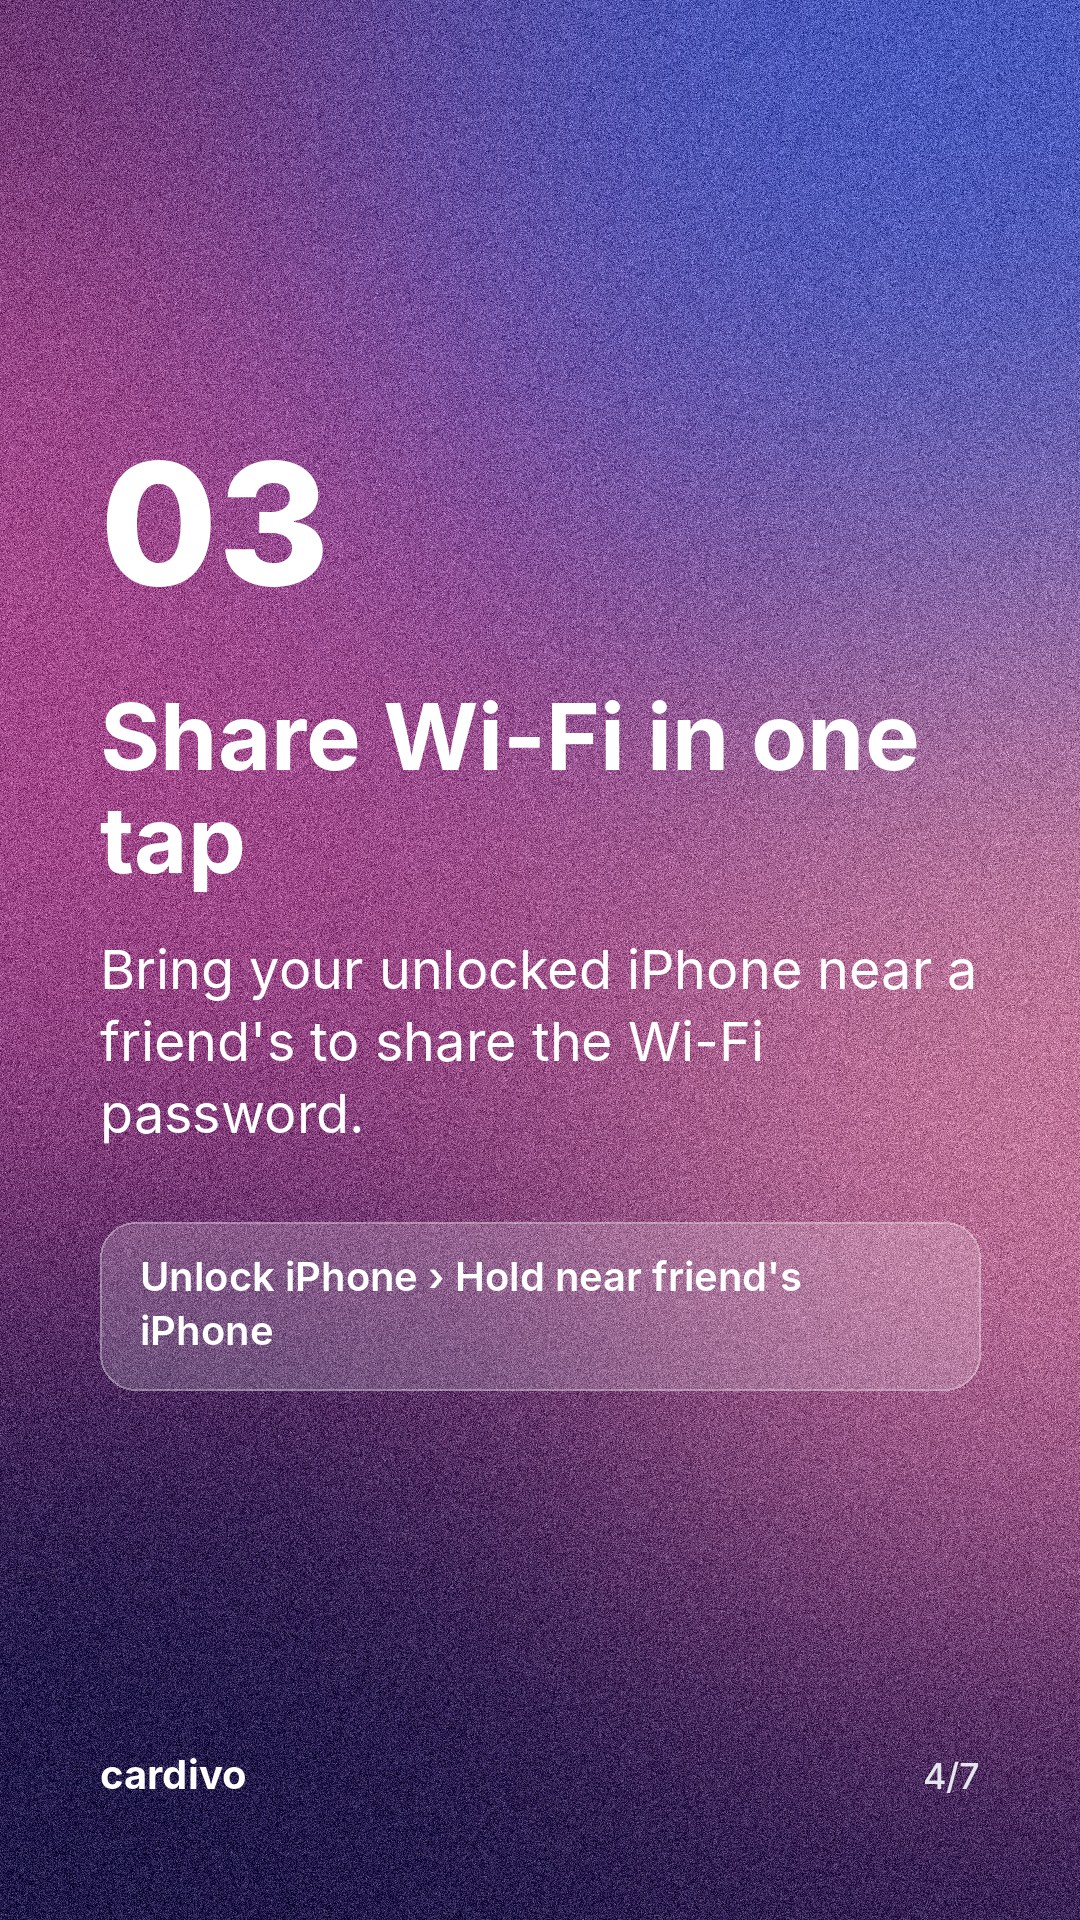 03
Share Wi-Fi in one
tap
Bring your unlocked iPhone near a
friend's to share the Wi-Fi
password.
Unlock iPhone › Hold near friend's
iPhone
cardivo
4/7